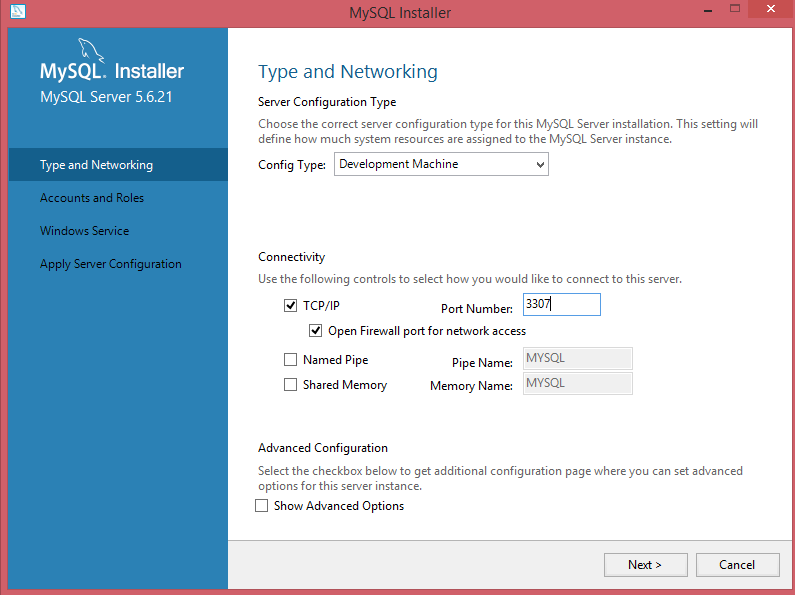 MySQL Installer
MySQL. Installer
MySQL Server 5.6.21
Type and Networking
Accounts and Roles
Windows Service
Apply Server Configuration
Type and Networking
Server Configuration Type
Choose the correct server configuration type for this MySQL Server installation. This setting will
define how much system resources are assigned to the MySQL Server instance.
Config Type: Development Machine
Connectivity
Use the following controls to select how you would like to connect to this server.
TCP/IP Port Number: 3307
Open Firewall port for network access
Named Pipe Pipe Name: MYSQL
Shared Memory Memory Name: MYSQL
Advanced Configuration
Select the checkbox below to get additional configuration page where you can set advanced
options for this server instance.
Show Advanced Options
Next > Cancel